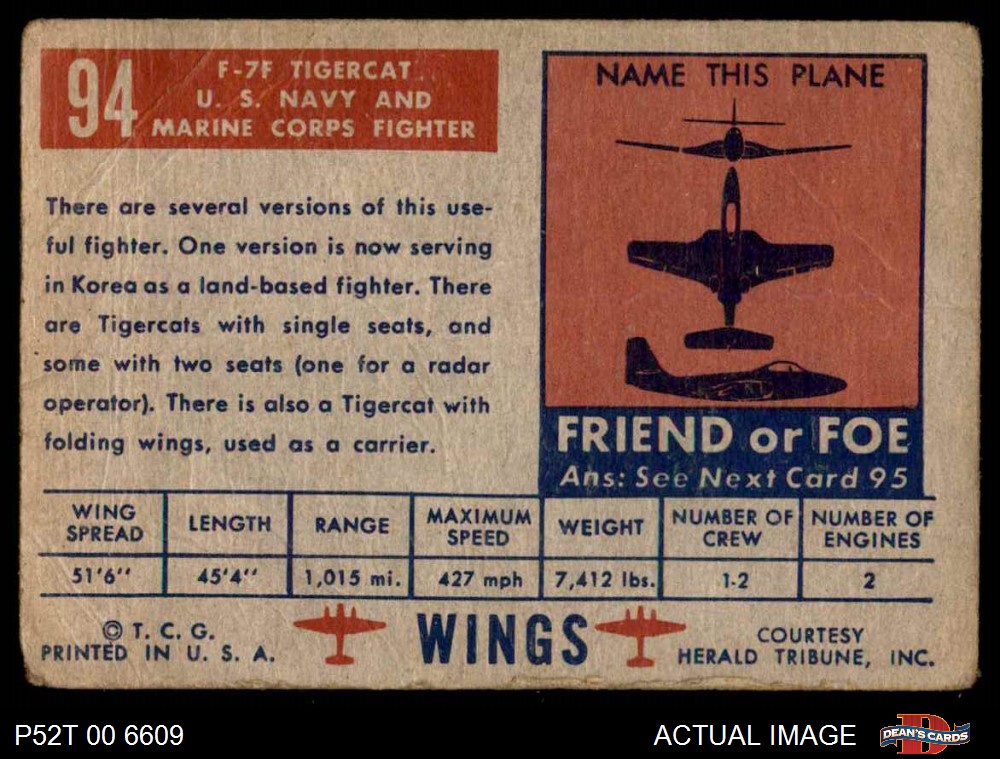 94
F-7F TIGERCAT
U. S. NAVY AND
MARINE CORPS FIGHTER
There are several versions of this use-
ful fighter. One version is now serving
in Korea as a land-based fighter. There
are Tigercats with single seats, and
some with two seats (one for a radar
operator). There is also a Tigercat with
folding wings, used as a carrier.
NAME THIS PLANE
FRIEND or FOE
Ans: See Next Card 95
WING SPREAD LENGTH RANGE MAXIMUM SPEED WEIGHT NUMBER OF CREW NUMBER OF ENGINES
51'6" 45'4" 1,015 mi. 427 mph 7,412 lbs. 1-2 2
© T. C. G.
PRINTED IN U. S. A.
WINGS
COURTESY
HERALD TRIBUNE, INC.
P52T 00 6609
ACTUAL IMAGE
DEAN'S CARDS